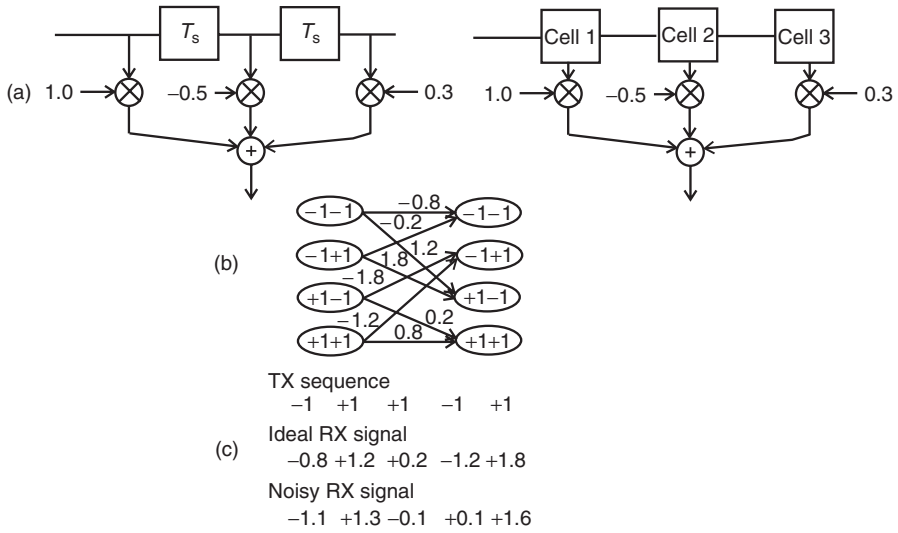 T_s T_s Cell 1 Cell 2 Cell 3
(a) 1.0 −0.5 0.3 1.0 −0.5 0.3
+ +
−1−1 −0.8 −1−1
−0.2
(b) −1+1 1.8 1.2 −1+1
−1.8
+1−1 +1−1
−1.2 0.2
+1+1 0.8 +1+1
TX sequence
−1 +1 +1 −1 +1
(c) Ideal RX signal
−0.8 +1.2 +0.2 −1.2 +1.8
Noisy RX signal
−1.1 +1.3 −0.1 +0.1 +1.6